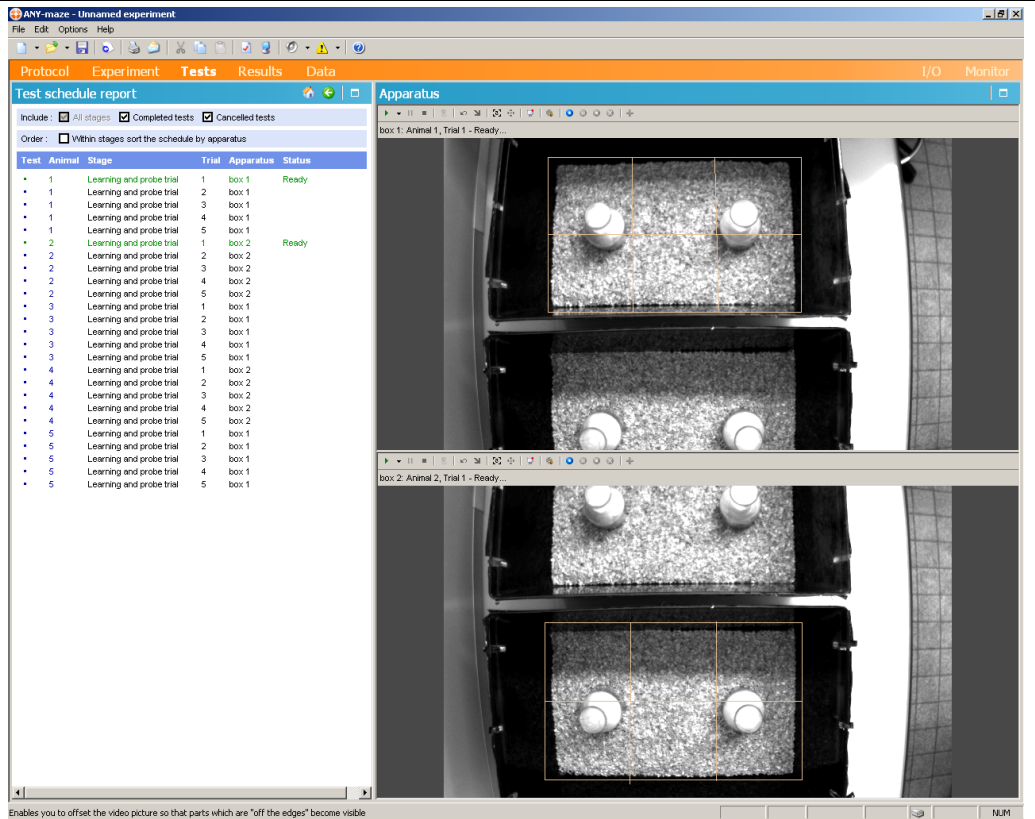 ANY-maze - Unnamed experiment
File Edit Options Help
Protocol Experiment Tests Results Data I/O Monitor
Test schedule report
Include : All stages Completed tests Cancelled tests
Order : Within stages sort the schedule by apparatus
Test Animal Stage Trial Apparatus Status
1 Learning and probe trial 1 box 1 Ready
1 Learning and probe trial 2 box 1
1 Learning and probe trial 3 box 1
1 Learning and probe trial 4 box 1
1 Learning and probe trial 5 box 1
2 Learning and probe trial 1 box 2 Ready
2 Learning and probe trial 2 box 2
2 Learning and probe trial 3 box 2
2 Learning and probe trial 4 box 2
2 Learning and probe trial 5 box 2
3 Learning and probe trial 1 box 1
3 Learning and probe trial 2 box 1
3 Learning and probe trial 3 box 1
3 Learning and probe trial 4 box 1
3 Learning and probe trial 5 box 1
4 Learning and probe trial 1 box 2
4 Learning and probe trial 2 box 2
4 Learning and probe trial 3 box 2
4 Learning and probe trial 4 box 2
4 Learning and probe trial 5 box 2
5 Learning and probe trial 1 box 1
5 Learning and probe trial 2 box 1
5 Learning and probe trial 3 box 1
5 Learning and probe trial 4 box 1
5 Learning and probe trial 5 box 1
Apparatus
box 1: Animal 1, Trial 1 - Ready...
box 2: Animal 2, Trial 1 - Ready...
Enables you to offset the video picture so that parts which are "off the edges" become visible
NUM